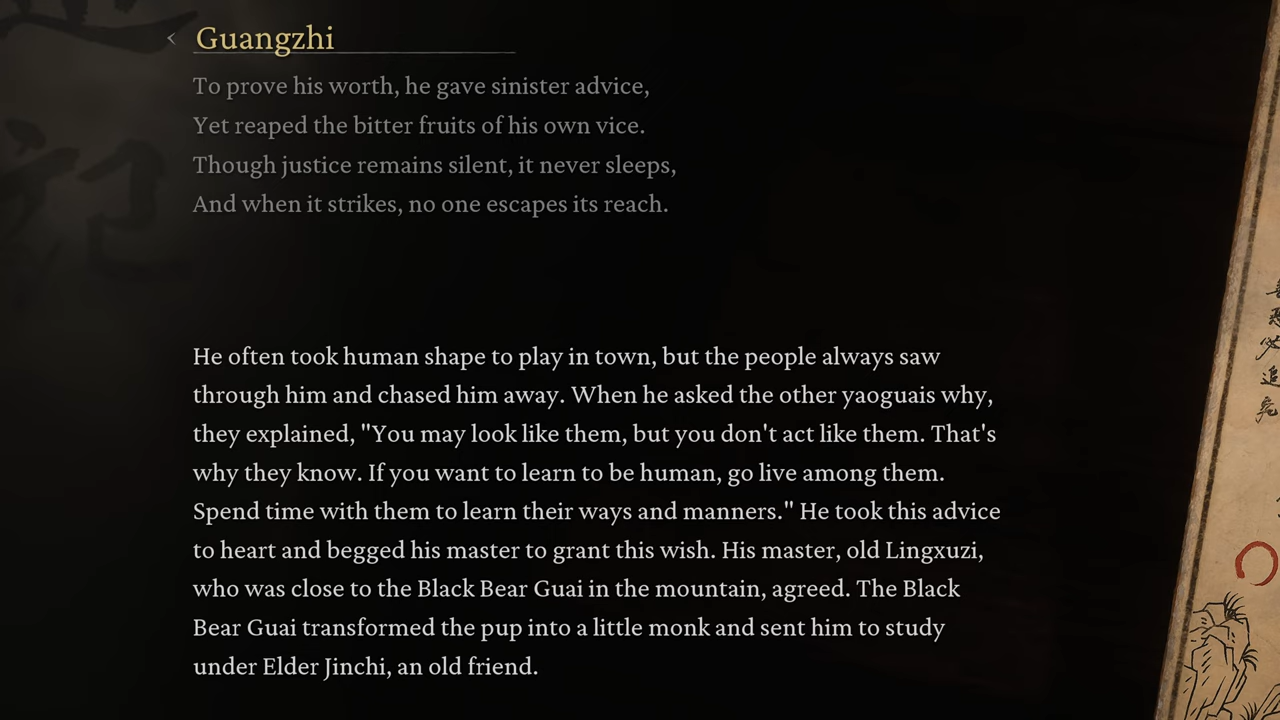 Guangzhi
To prove his worth, he gave sinister advice,
Yet reaped the bitter fruits of his own vice.
Though justice remains silent, it never sleeps,
And when it strikes, no one escapes its reach.
He often took human shape to play in town, but the people always saw
through him and chased him away. When he asked the other yaoguais why,
they explained, "You may look like them, but you don't act like them. That's
why they know. If you want to learn to be human, go live among them.
Spend time with them to learn their ways and manners." He took this advice
to heart and begged his master to grant this wish. His master, old Lingxuzi,
who was close to the Black Bear Guai in the mountain, agreed. The Black
Bear Guai transformed the pup into a little monk and sent him to study
under Elder Jinchi, an old friend.